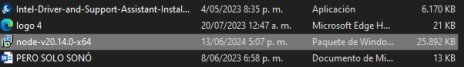 Intel-Driver-and-Support-Assistant-Instal... 4/05/2023 8:35 p. m. Aplicación 6.170 KB
logo 4 20/07/2023 12:47 a. m. Microsoft Edge H... 21 KB
node-v20.14.0-x64 13/06/2024 5:07 p. m. Paquete de Windo... 25.892 KB
PERO SOLO SONÓ 8/06/2023 6:58 p. m. Documento de Mi... 13 KB